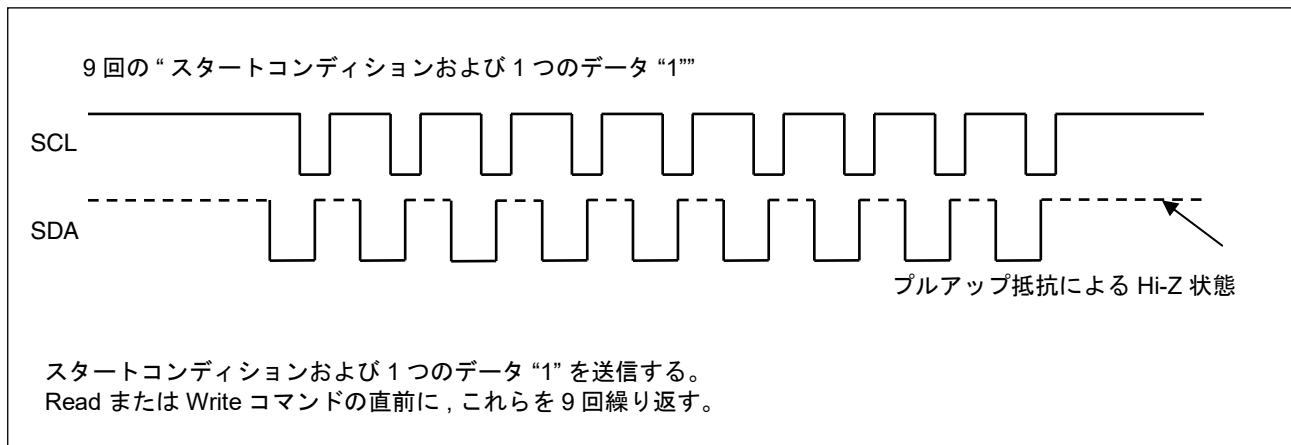 9 回の “ スタートコンディションおよび 1 つのデータ “1””
SCL
SDA
プルアップ抵抗による Hi-Z 状態
スタートコンディションおよび 1 つのデータ “1” を送信する。
Read または Write コマンドの直前に , これらを 9 回繰り返す。